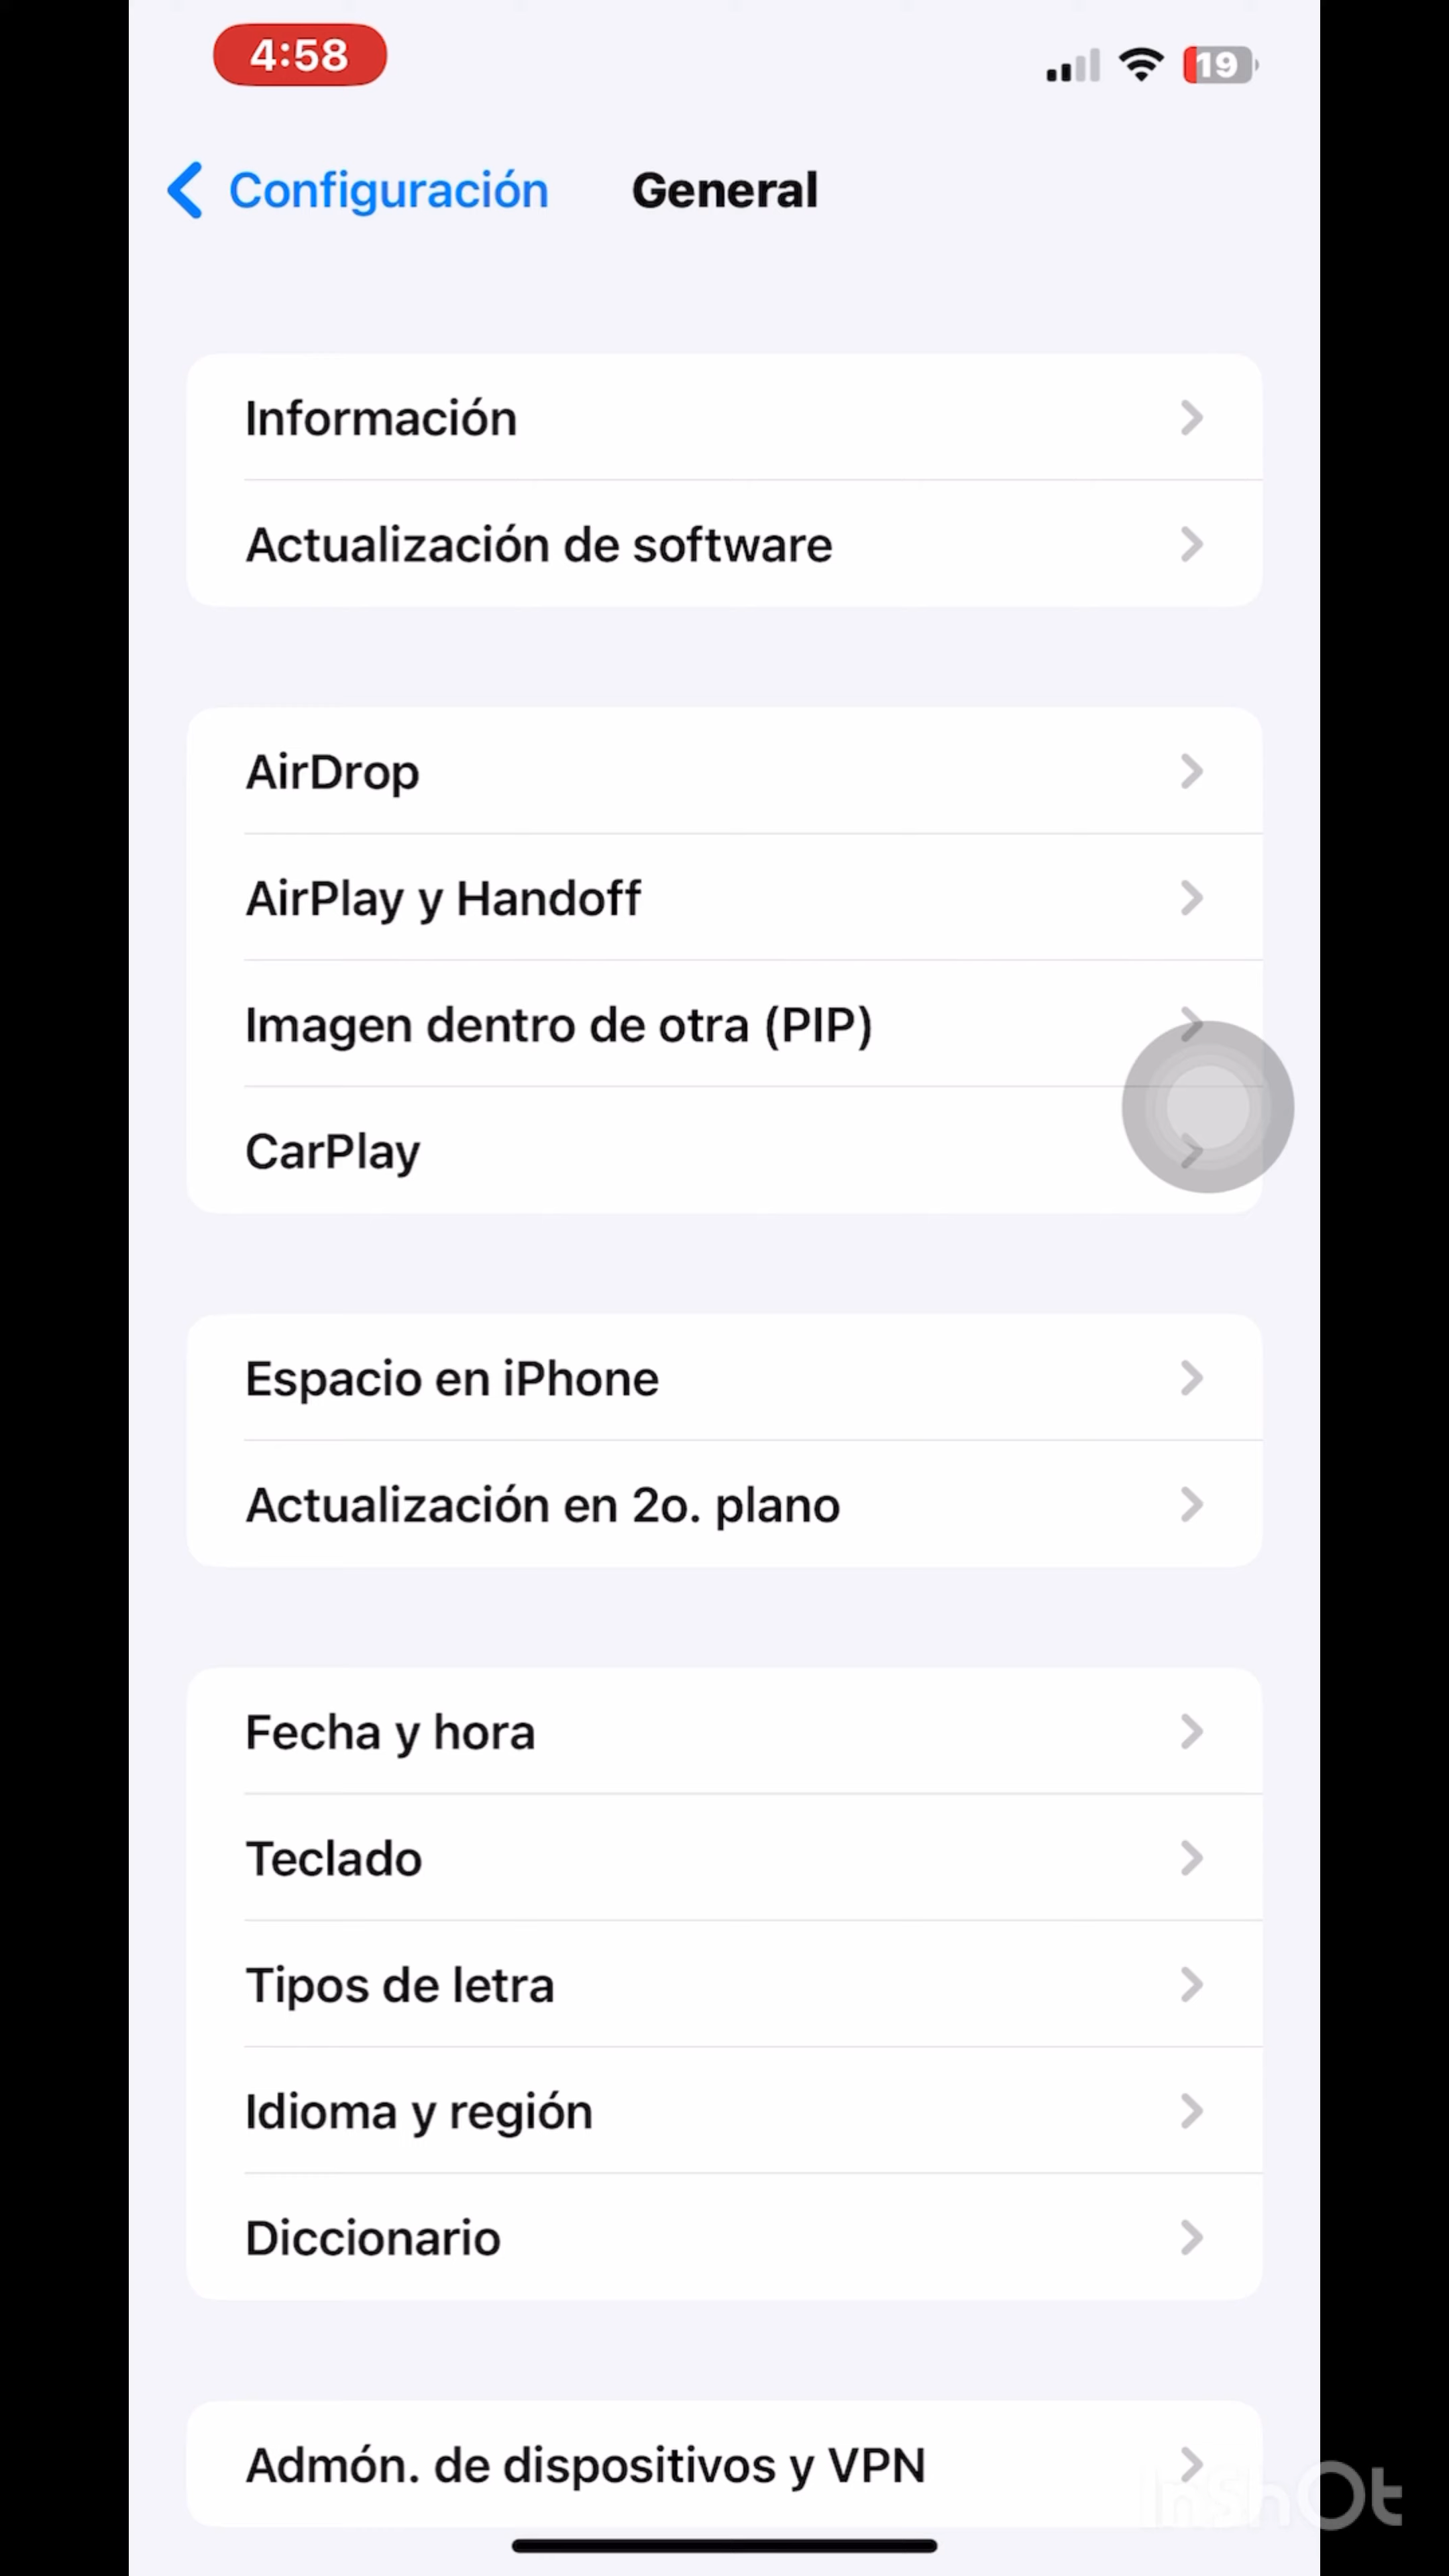 4:58
19
Configuración
General
Información
Actualización de software
AirDrop
AirPlay y Handoff
Imagen dentro de otra (PIP)
CarPlay
Espacio en iPhone
Actualización en 2o. plano
Fecha y hora
Teclado
Tipos de letra
Idioma y región
Diccionario
Admón. de dispositivos y VPN
InShOt